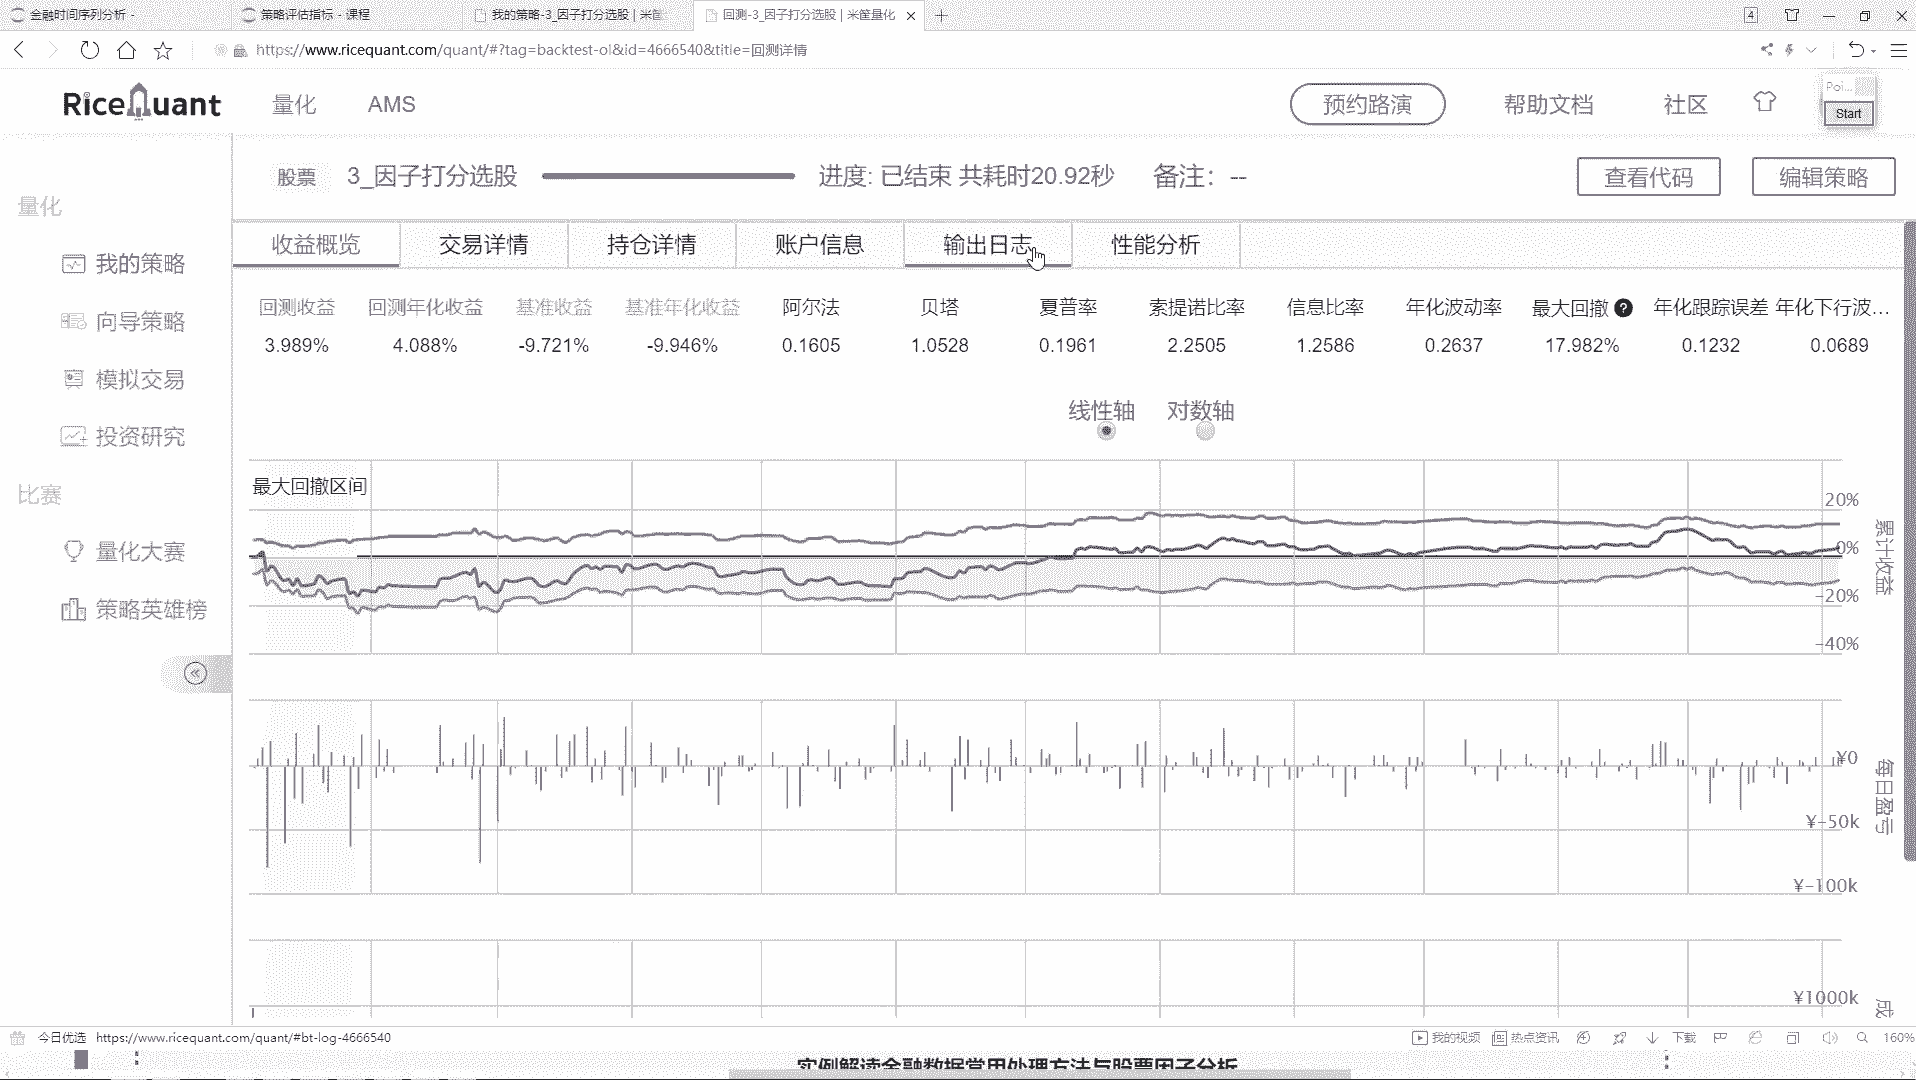 金融时间序列分析 -
策略评估指标 - 课程
我的策略-3_因子打分选股 | 米筐
回测-3_因子打分选股 | 米筐量化
4
https://www.ricequant.com/quant/#?tag=backtest-ol&id=4666540&title=回测详情
RiceQuant
量化
AMS
预约路演
帮助文档
社区
Poi...
Start
股票
3_因子打分选股
进度: 已结束 共耗时20.92秒
备注: --
查看代码
编辑策略
量化
我的策略
向导策略
模拟交易
投资研究
比赛
量化大赛
策略英雄榜
收益概览
交易详情
持仓详情
账户信息
输出日志
性能分析
回测收益 回测年化收益 基准收益 基准年化收益 阿尔法 贝塔 夏普率 索提诺比率 信息比率 年化波动率 最大回撤 ? 年化跟踪误差 年化下行波...
3.989% 4.088% -9.721% -9.946% 0.1605 1.0528 0.1961 2.2505 1.2586 0.2637 17.982% 0.1232 0.0689
线性轴 对数轴
最大回撤区间
20%
0%
-20%
-40%
累计收益
¥0
¥-50k
¥-100k
每日盈亏
¥1000k
成
今日优选 https://www.ricequant.com/quant/#bt-log-4666540
我的视频
热点资讯
下载
160%
实例解读金融数据常用处理方法与股票因子分析